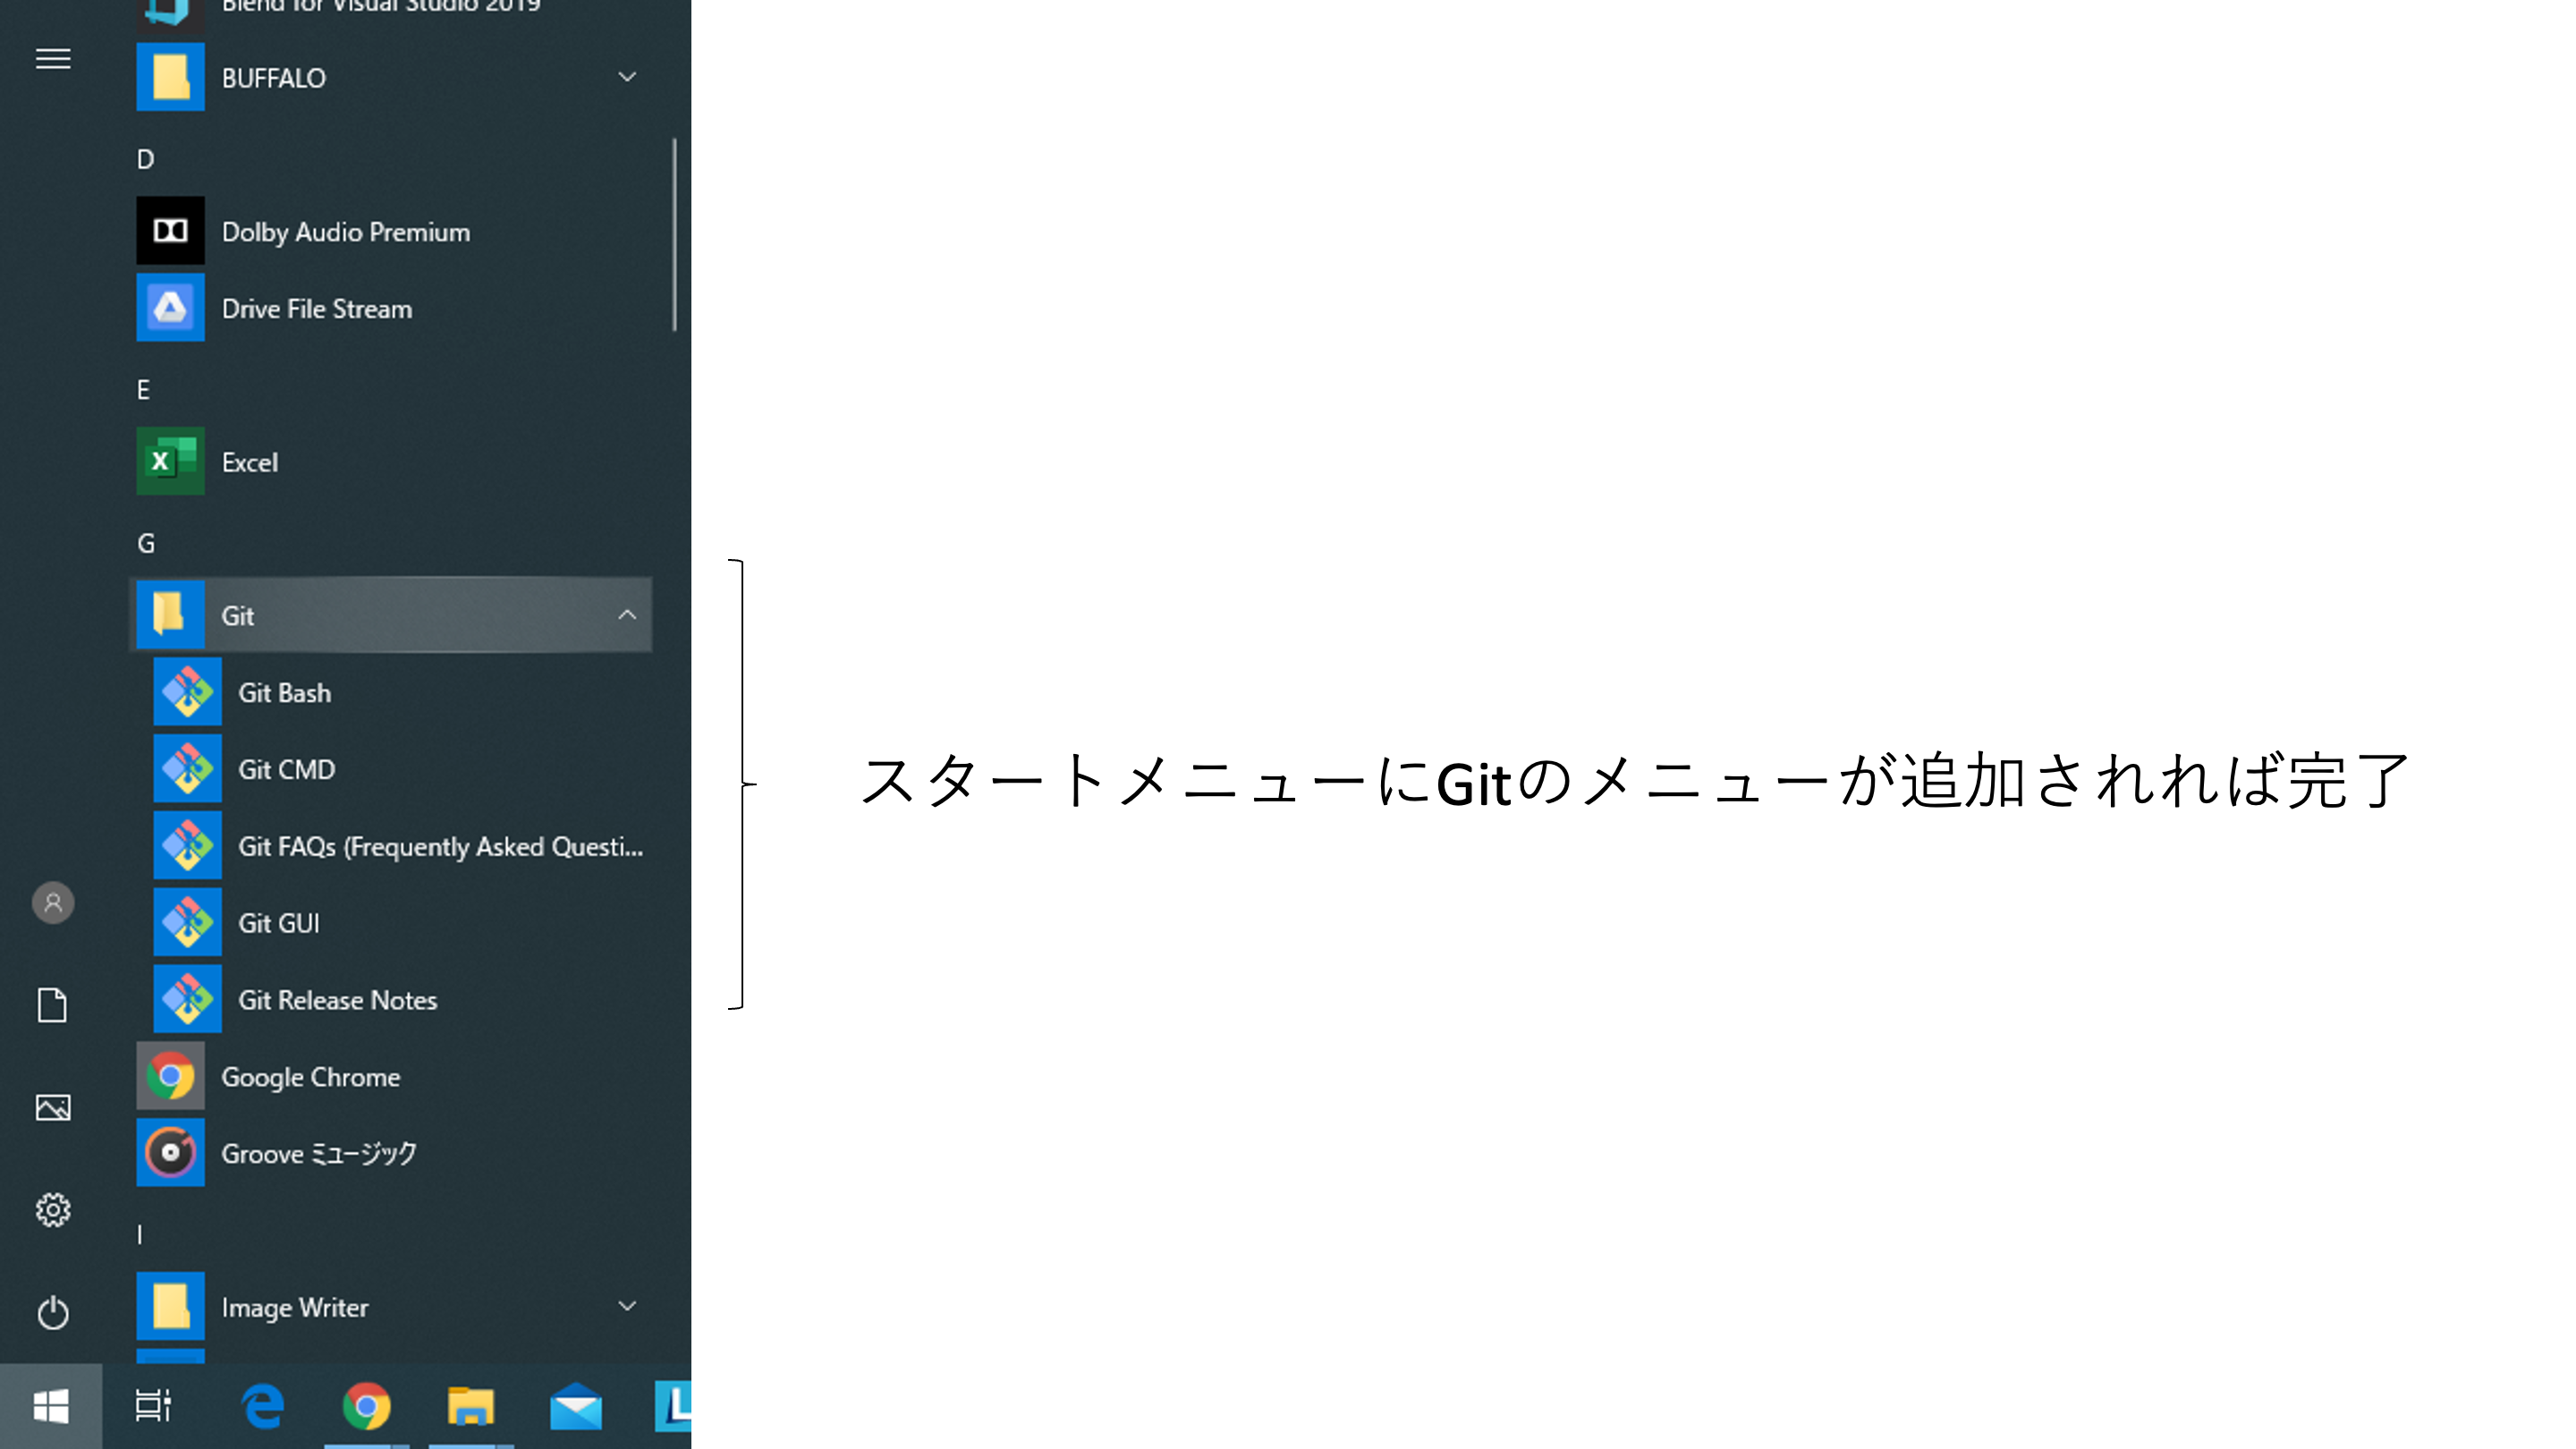 Blend for Visual Studio 2019
BUFFALO
D
Dolby Audio Premium
Drive File Stream
E
Excel
G
Git
Git Bash
Git CMD
Git FAQs (Frequently Asked Questi...
Git GUI
Git Release Notes
Google Chrome
Groove ミュージック
I
Image Writer
スタートメニューにGitのメニューが追加されれば完了